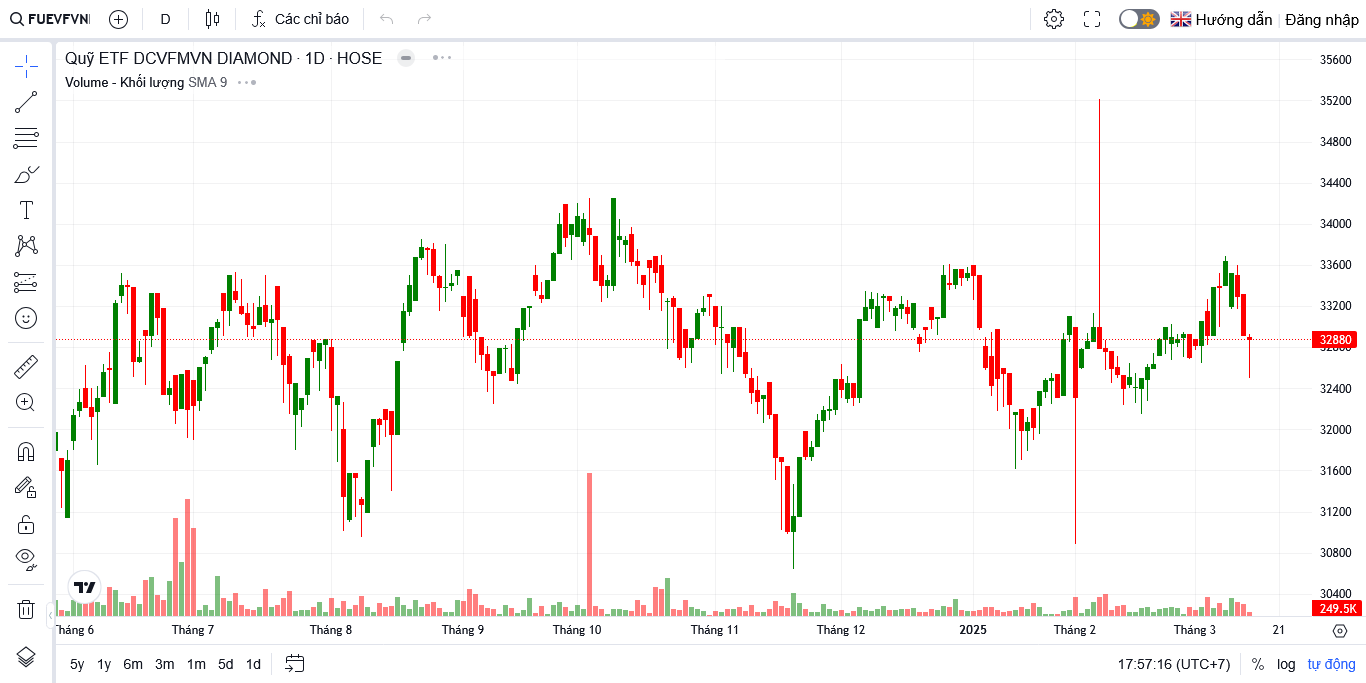 FUEVFVN
D
Các chỉ báo
Hướng dẫn
Đăng nhập
Quỹ ETF DCVFMVN DIAMOND · 1D · HOSE
Volume - Khối lượng SMA 9
35600
35200
34800
34400
34000
33600
33200
32880
32800
32400
32000
31600
31200
30800
30400
249.5K
Tháng 6
Tháng 7
Tháng 8
Tháng 9
Tháng 10
Tháng 11
Tháng 12
2025
Tháng 2
Tháng 3
21
5y 1y 6m 3m 1m 5d 1d
17:57:16 (UTC+7) % log tự động